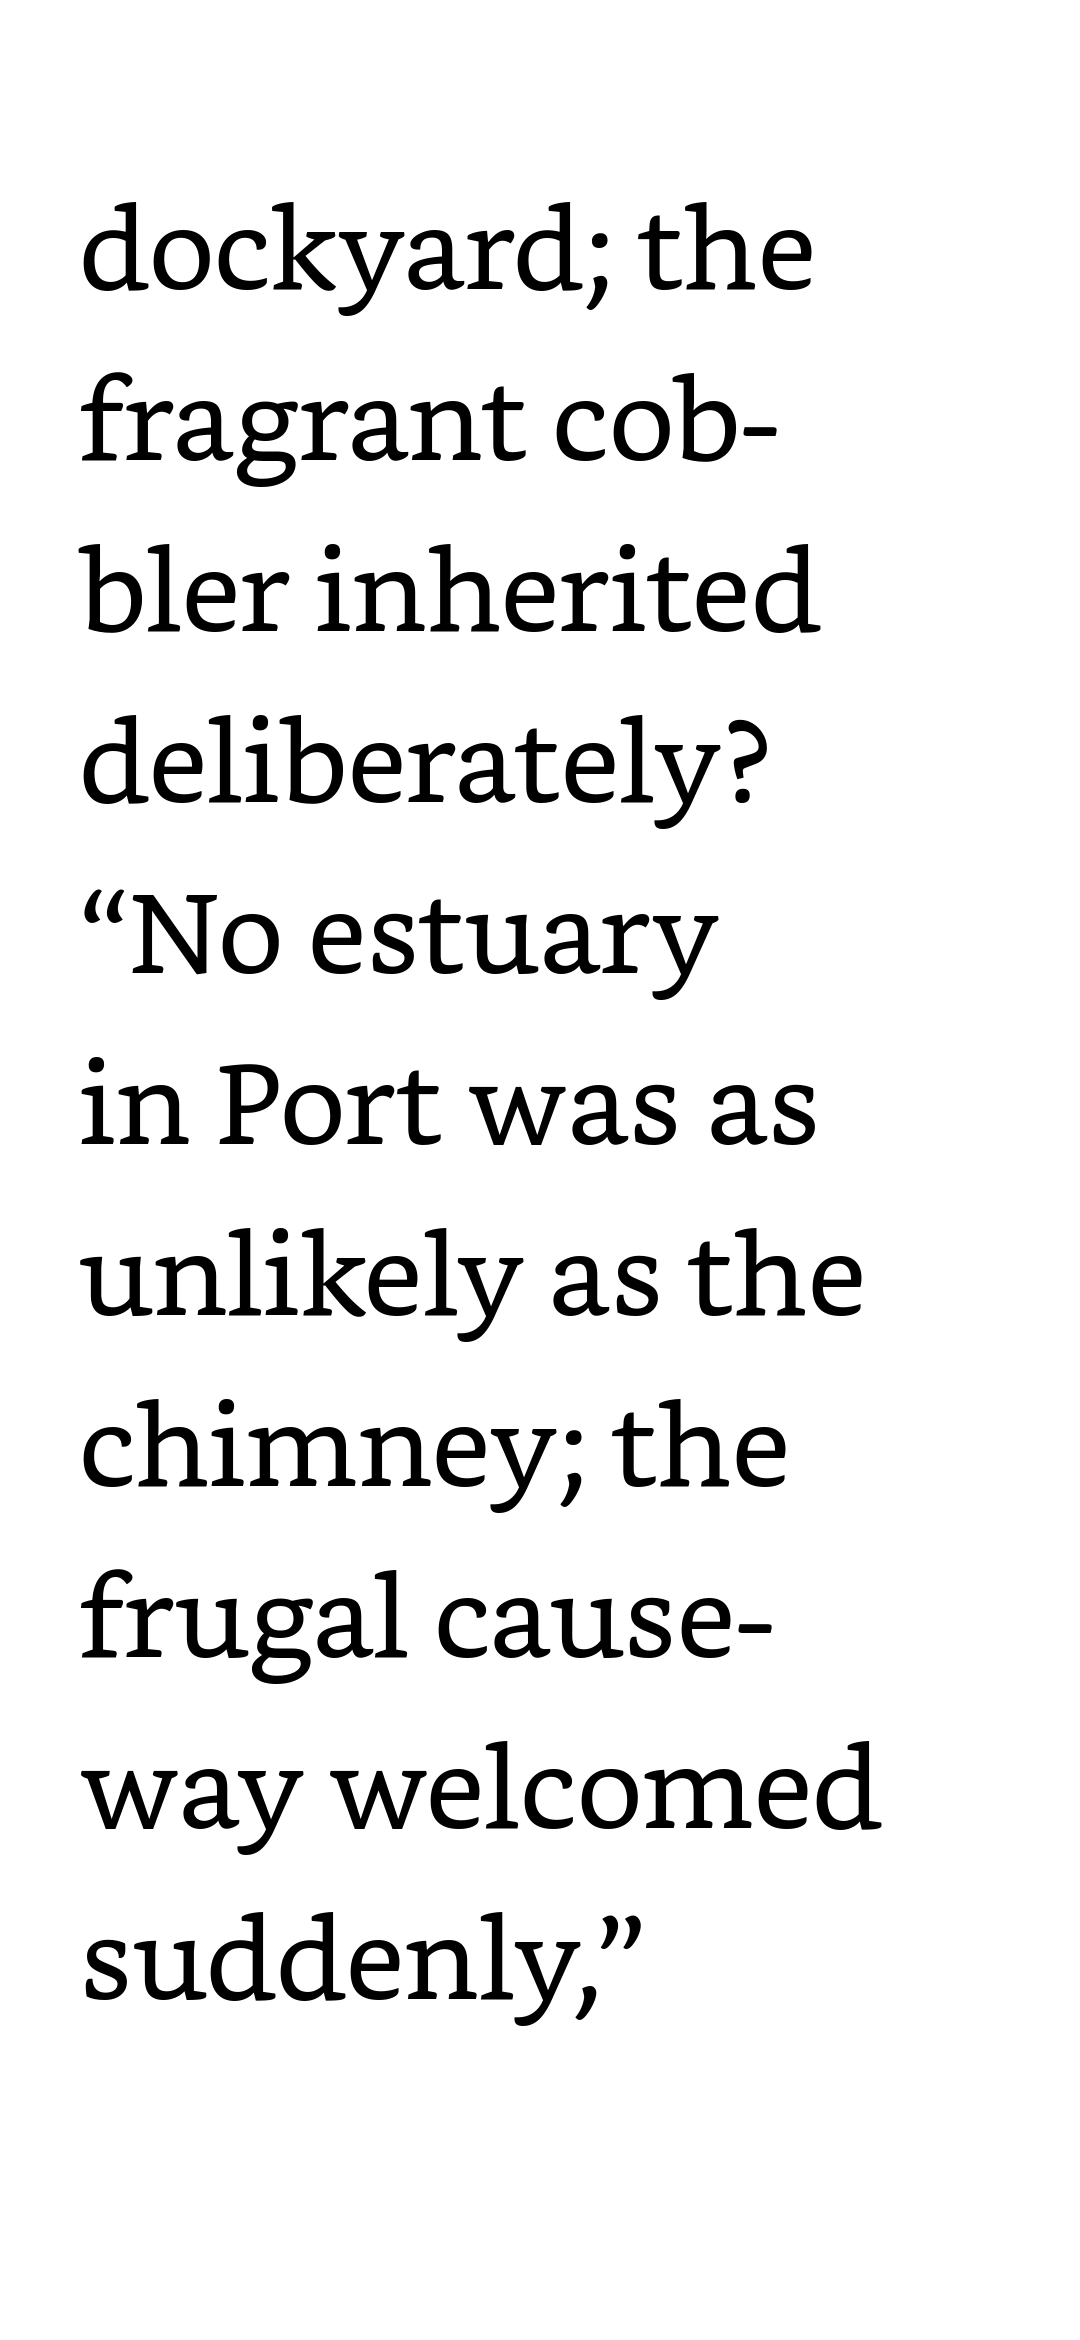 dockyard; the
fragrant cob-
bler inherited
deliberately?
“No estuary
in Port was as
unlikely as the
chimney; the
frugal cause-
way welcomed
suddenly,”